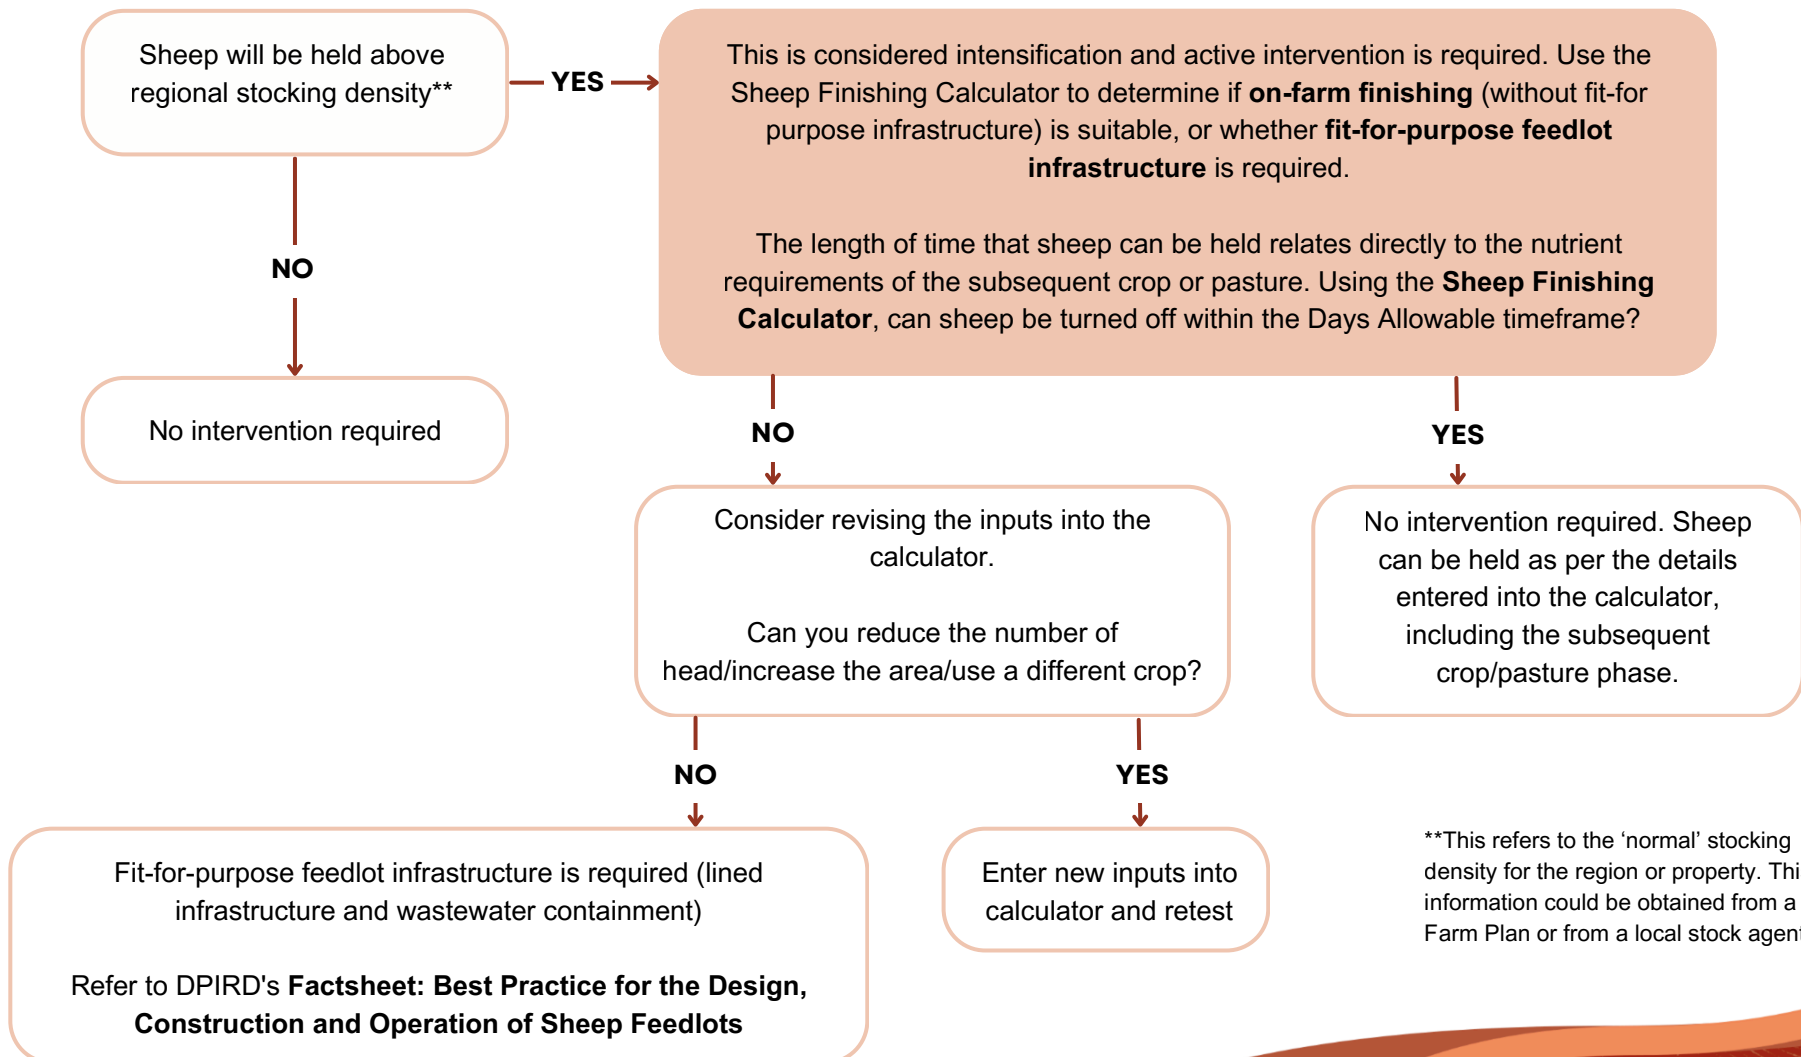 Sheep will be held above
regional stocking density**
YES
This is considered intensification and active intervention is required. Use the
Sheep Finishing Calculator to determine if on-farm finishing (without fit-for
purpose infrastructure) is suitable, or whether fit-for-purpose feedlot
infrastructure is required.
The length of time that sheep can be held relates directly to the nutrient
requirements of the subsequent crop or pasture. Using the Sheep Finishing
Calculator, can sheep be turned off within the Days Allowable timeframe?
NO
No intervention required
NO
YES
Consider revising the inputs into the
calculator.
Can you reduce the number of
head/increase the area/use a different crop?
No intervention required. Sheep
can be held as per the details
entered into the calculator,
including the subsequent
crop/pasture phase.
NO
YES
Fit-for-purpose feedlot infrastructure is required (lined
infrastructure and wastewater containment)
Refer to DPIRD's Factsheet: Best Practice for the Design,
Construction and Operation of Sheep Feedlots
Enter new inputs into
calculator and retest
**This refers to the ‘normal’ stocking
density for the region or property. Thi
information could be obtained from a
Farm Plan or from a local stock agent